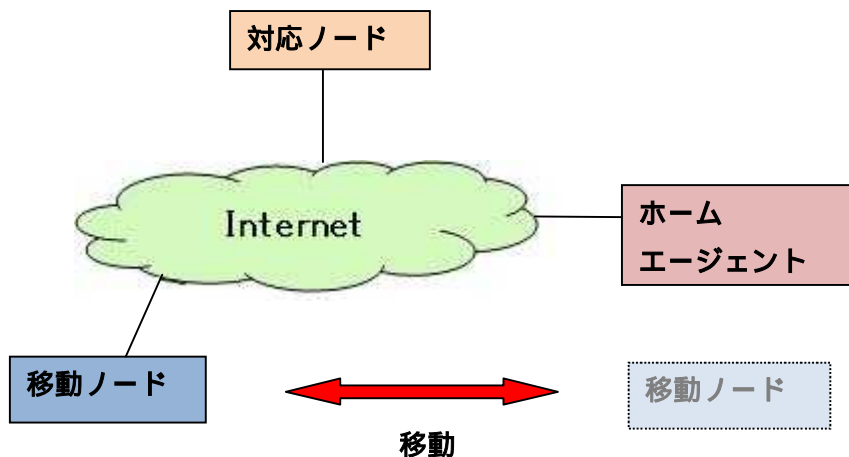 対応ノード
Internet
ホーム
エージェント
移動ノード
移動ノード
移動